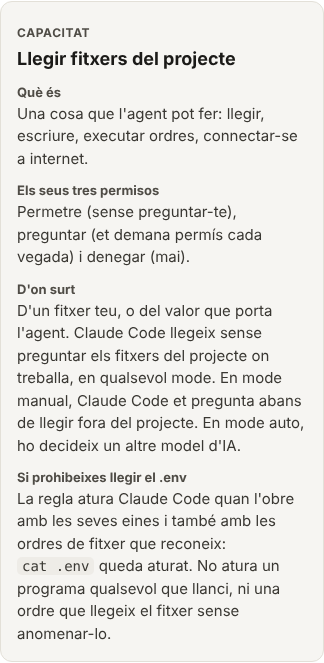 CAPACITAT
Llegir fitxers del projecte
Què és
Una cosa que l'agent pot fer: llegir,
escriure, executar ordres, connectar-se
a internet.
Els seus tres permisos
Permetre (sense preguntar-te),
preguntar (et demana permís cada
vegada) i denegar (mai).
D'on surt
D'un fitxer teu, o del valor que porta
l'agent. Claude Code llegeix sense
preguntar els fitxers del projecte on
treballa, en qualsevol mode. En mode
manual, Claude Code et pregunta abans
de llegir fora del projecte. En mode auto,
ho decideix un altre model d'IA.
Si prohibeixes llegir el .env
La regla atura Claude Code quan l'obre
amb les seves eines i també amb les
ordres de fitxer que reconeix:
cat .env queda aturat. No atura un
programa qualsevol que llanci, ni una
ordre que llegeix el fitxer sense
anomenar-lo.